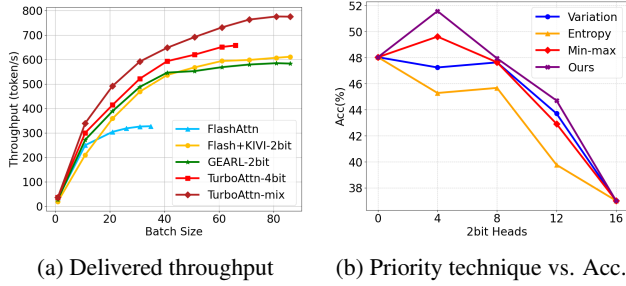 800
700
600
500
400
300
200
100
0
Throughput (token/s)
FlashAttn
Flash+KIVI-2bit
GEARL-2bit
TurboAttn-4bit
TurboAttn-mix
0 20 40 60 80
Batch Size
(a) Delivered throughput
52
50
48
46
44
42
40
38
Acc(%)
Variation
Entropy
Min-max
Ours
0 4 8 12 16
2bit Heads
(b) Priority technique vs. Acc.